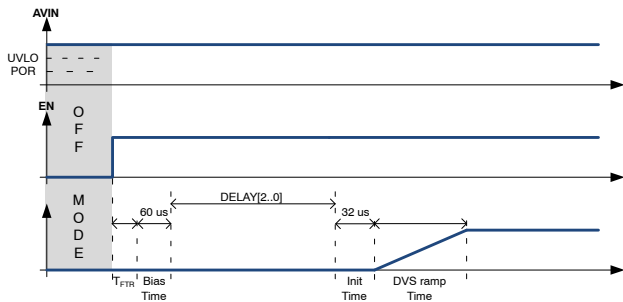 AVIN
UVLO
POR
EN
O
F
F
M
O
D
E
60 us
DELAY[2..0]
32 us
TFTR
Bias
Time
Init
Time
DVS ramp
Time